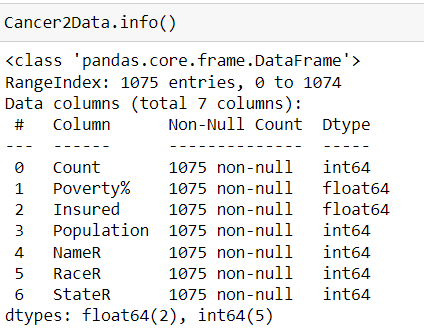 Cancer2Data.info()
<class 'pandas.core.frame.DataFrame'>
RangeIndex: 1075 entries, 0 to 1074
Data columns (total 7 columns):
 #   Column      Non-Null Count  Dtype
---  ------      --------------  -----
 0   Count       1075 non-null   int64
 1   Poverty%    1075 non-null   float64
 2   Insured     1075 non-null   float64
 3   Population  1075 non-null   int64
 4   NameR       1075 non-null   int64
 5   RaceR       1075 non-null   int64
 6   StateR      1075 non-null   int64
dtypes: float64(2), int64(5)